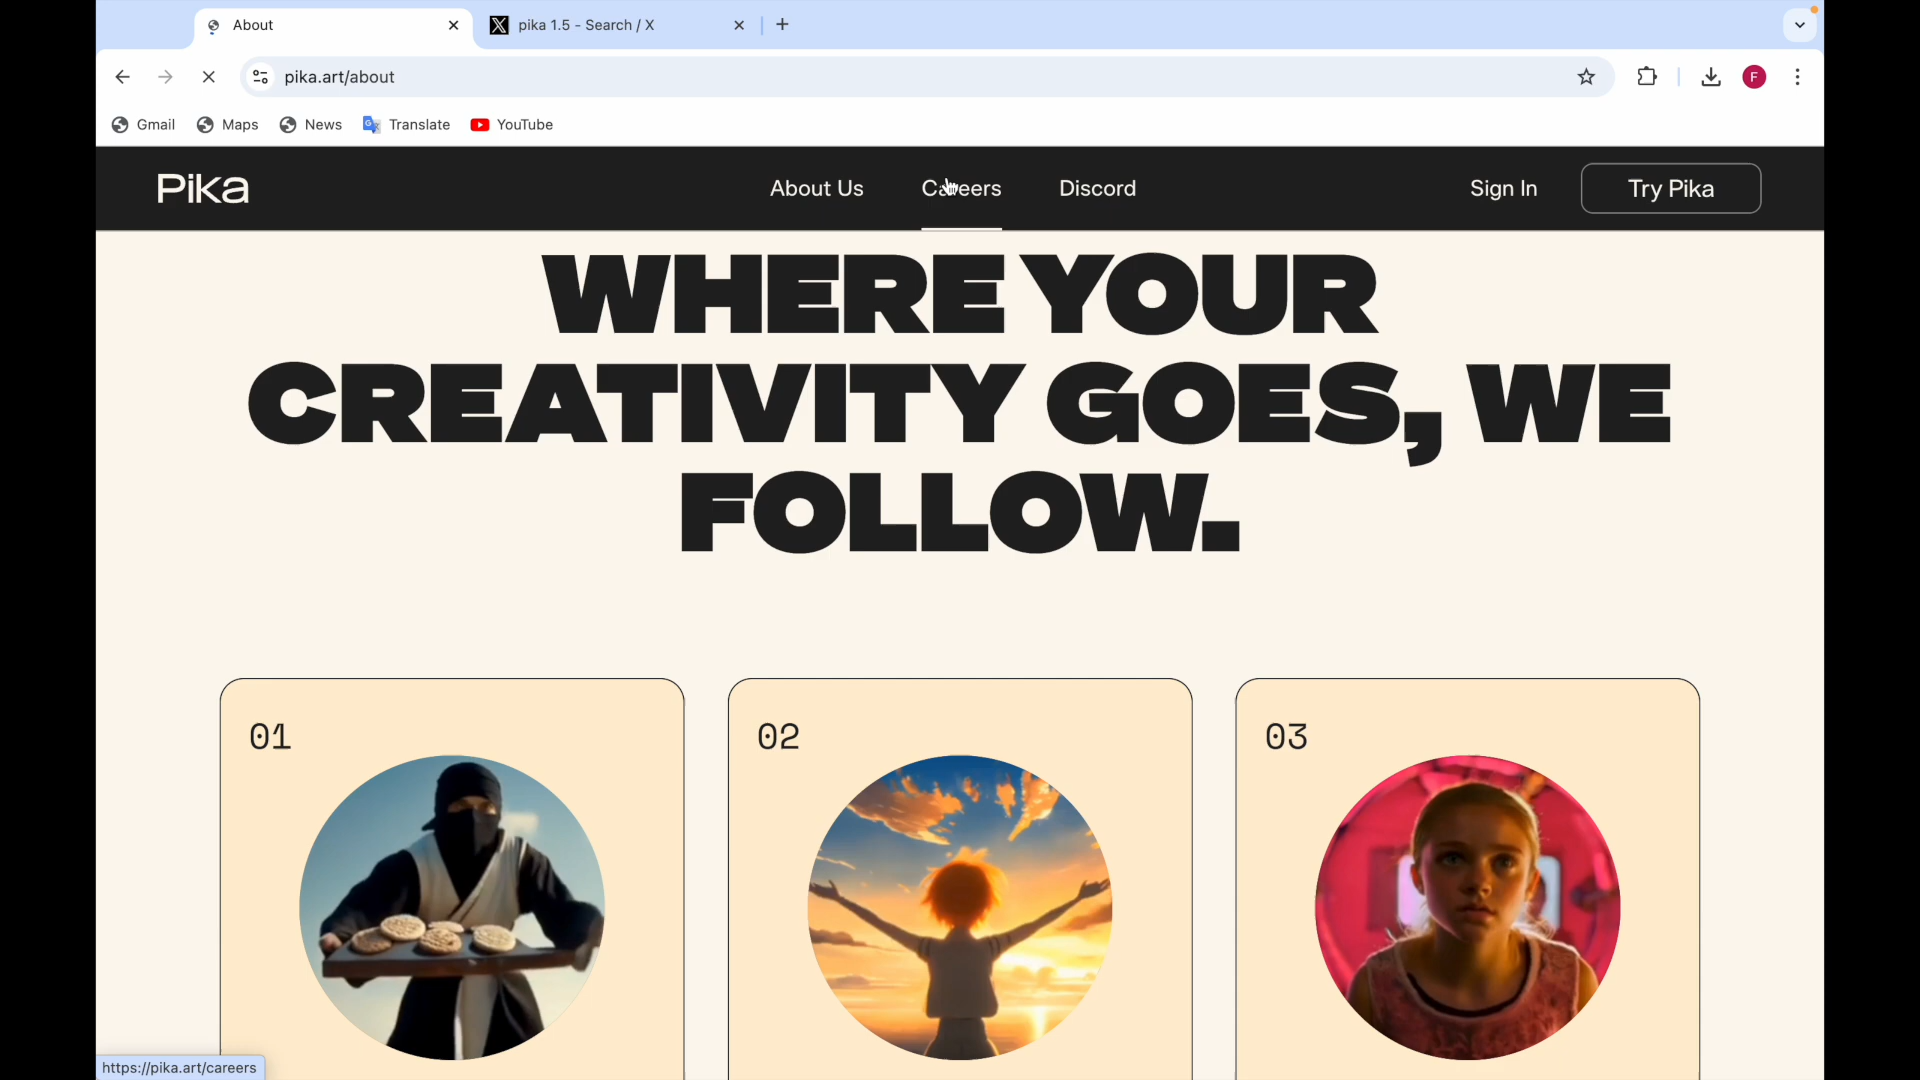 About
pika 1.5 - Search / X
pika.art/about
F
Gmail
Maps
News
Translate
YouTube
Pika
About Us
Careers
Discord
Sign In
Try Pika
WHERE YOUR
CREATIVITY GOES, WE
FOLLOW.
01
02
03
https://pika.art/careers